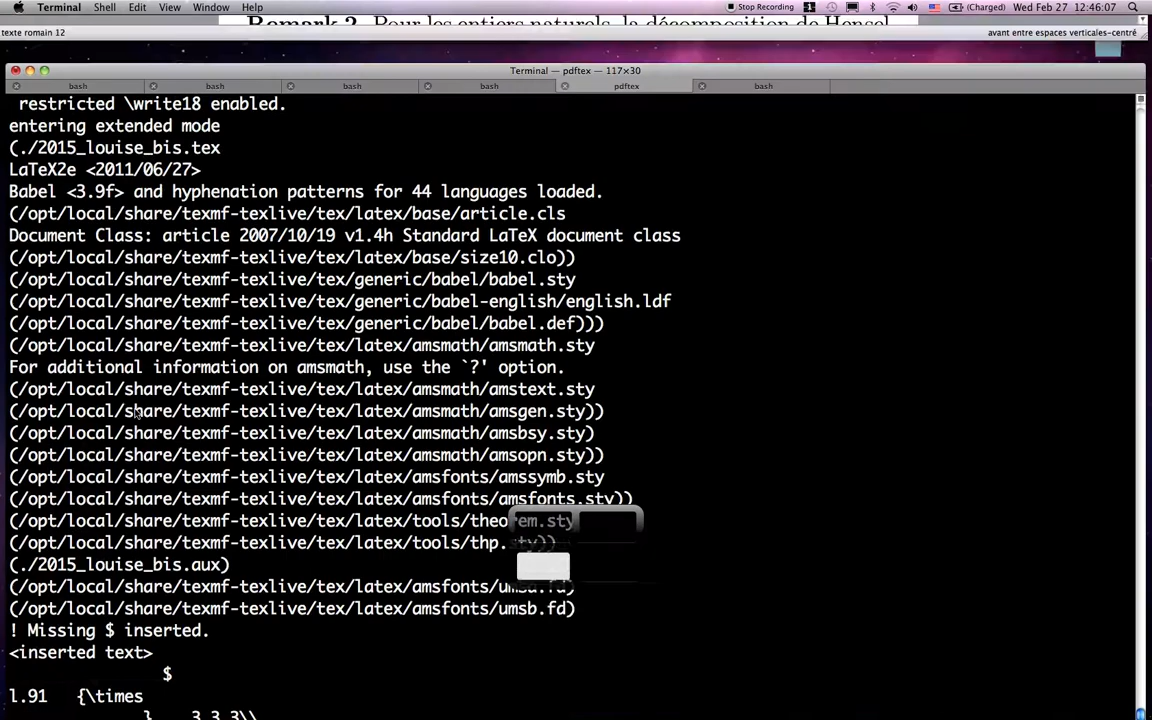 Terminal Shell Edit View Window Help Stop Recording 1 (Charged) Wed Feb 27 12:46:07
Remark 2. Pour les entiers naturels, la décomposition de Hensel
texte romain 12 avant entre espaces verticales-centré
Terminal — pdftex — 117×30
bash bash bash bash pdftex bash
restricted \write18 enabled.
entering extended mode
(./2015_louise_bis.tex
LaTeX2e <2011/06/27>
Babel <3.9f> and hyphenation patterns for 44 languages loaded.
(/opt/local/share/texmf-texlive/tex/latex/base/article.cls
Document Class: article 2007/10/19 v1.4h Standard LaTeX document class
(/opt/local/share/texmf-texlive/tex/latex/base/size10.clo))
(/opt/local/share/texmf-texlive/tex/generic/babel/babel.sty
(/opt/local/share/texmf-texlive/tex/generic/babel-english/english.ldf
(/opt/local/share/texmf-texlive/tex/generic/babel/babel.def)))
(/opt/local/share/texmf-texlive/tex/latex/amsmath/amsmath.sty
For additional information on amsmath, use the `?' option.
(/opt/local/share/texmf-texlive/tex/latex/amsmath/amstext.sty
(/opt/local/share/texmf-texlive/tex/latex/amsmath/amsgen.sty))
(/opt/local/share/texmf-texlive/tex/latex/amsmath/amsbsy.sty)
(/opt/local/share/texmf-texlive/tex/latex/amsmath/amsopn.sty))
(/opt/local/share/texmf-texlive/tex/latex/amsfonts/amssymb.sty
(/opt/local/share/texmf-texlive/tex/latex/amsfonts/amsfonts.sty))
(/opt/local/share/texmf-texlive/tex/latex/tools/theorem.sty
(/opt/local/share/texmf-texlive/tex/latex/tools/thp.sty))
(./2015_louise_bis.aux)
(/opt/local/share/texmf-texlive/tex/latex/amsfonts/umsa.fd)
(/opt/local/share/texmf-texlive/tex/latex/amsfonts/umsb.fd)
! Missing $ inserted.
<inserted text>
$
l.91 {\times
} 3 3 3\\